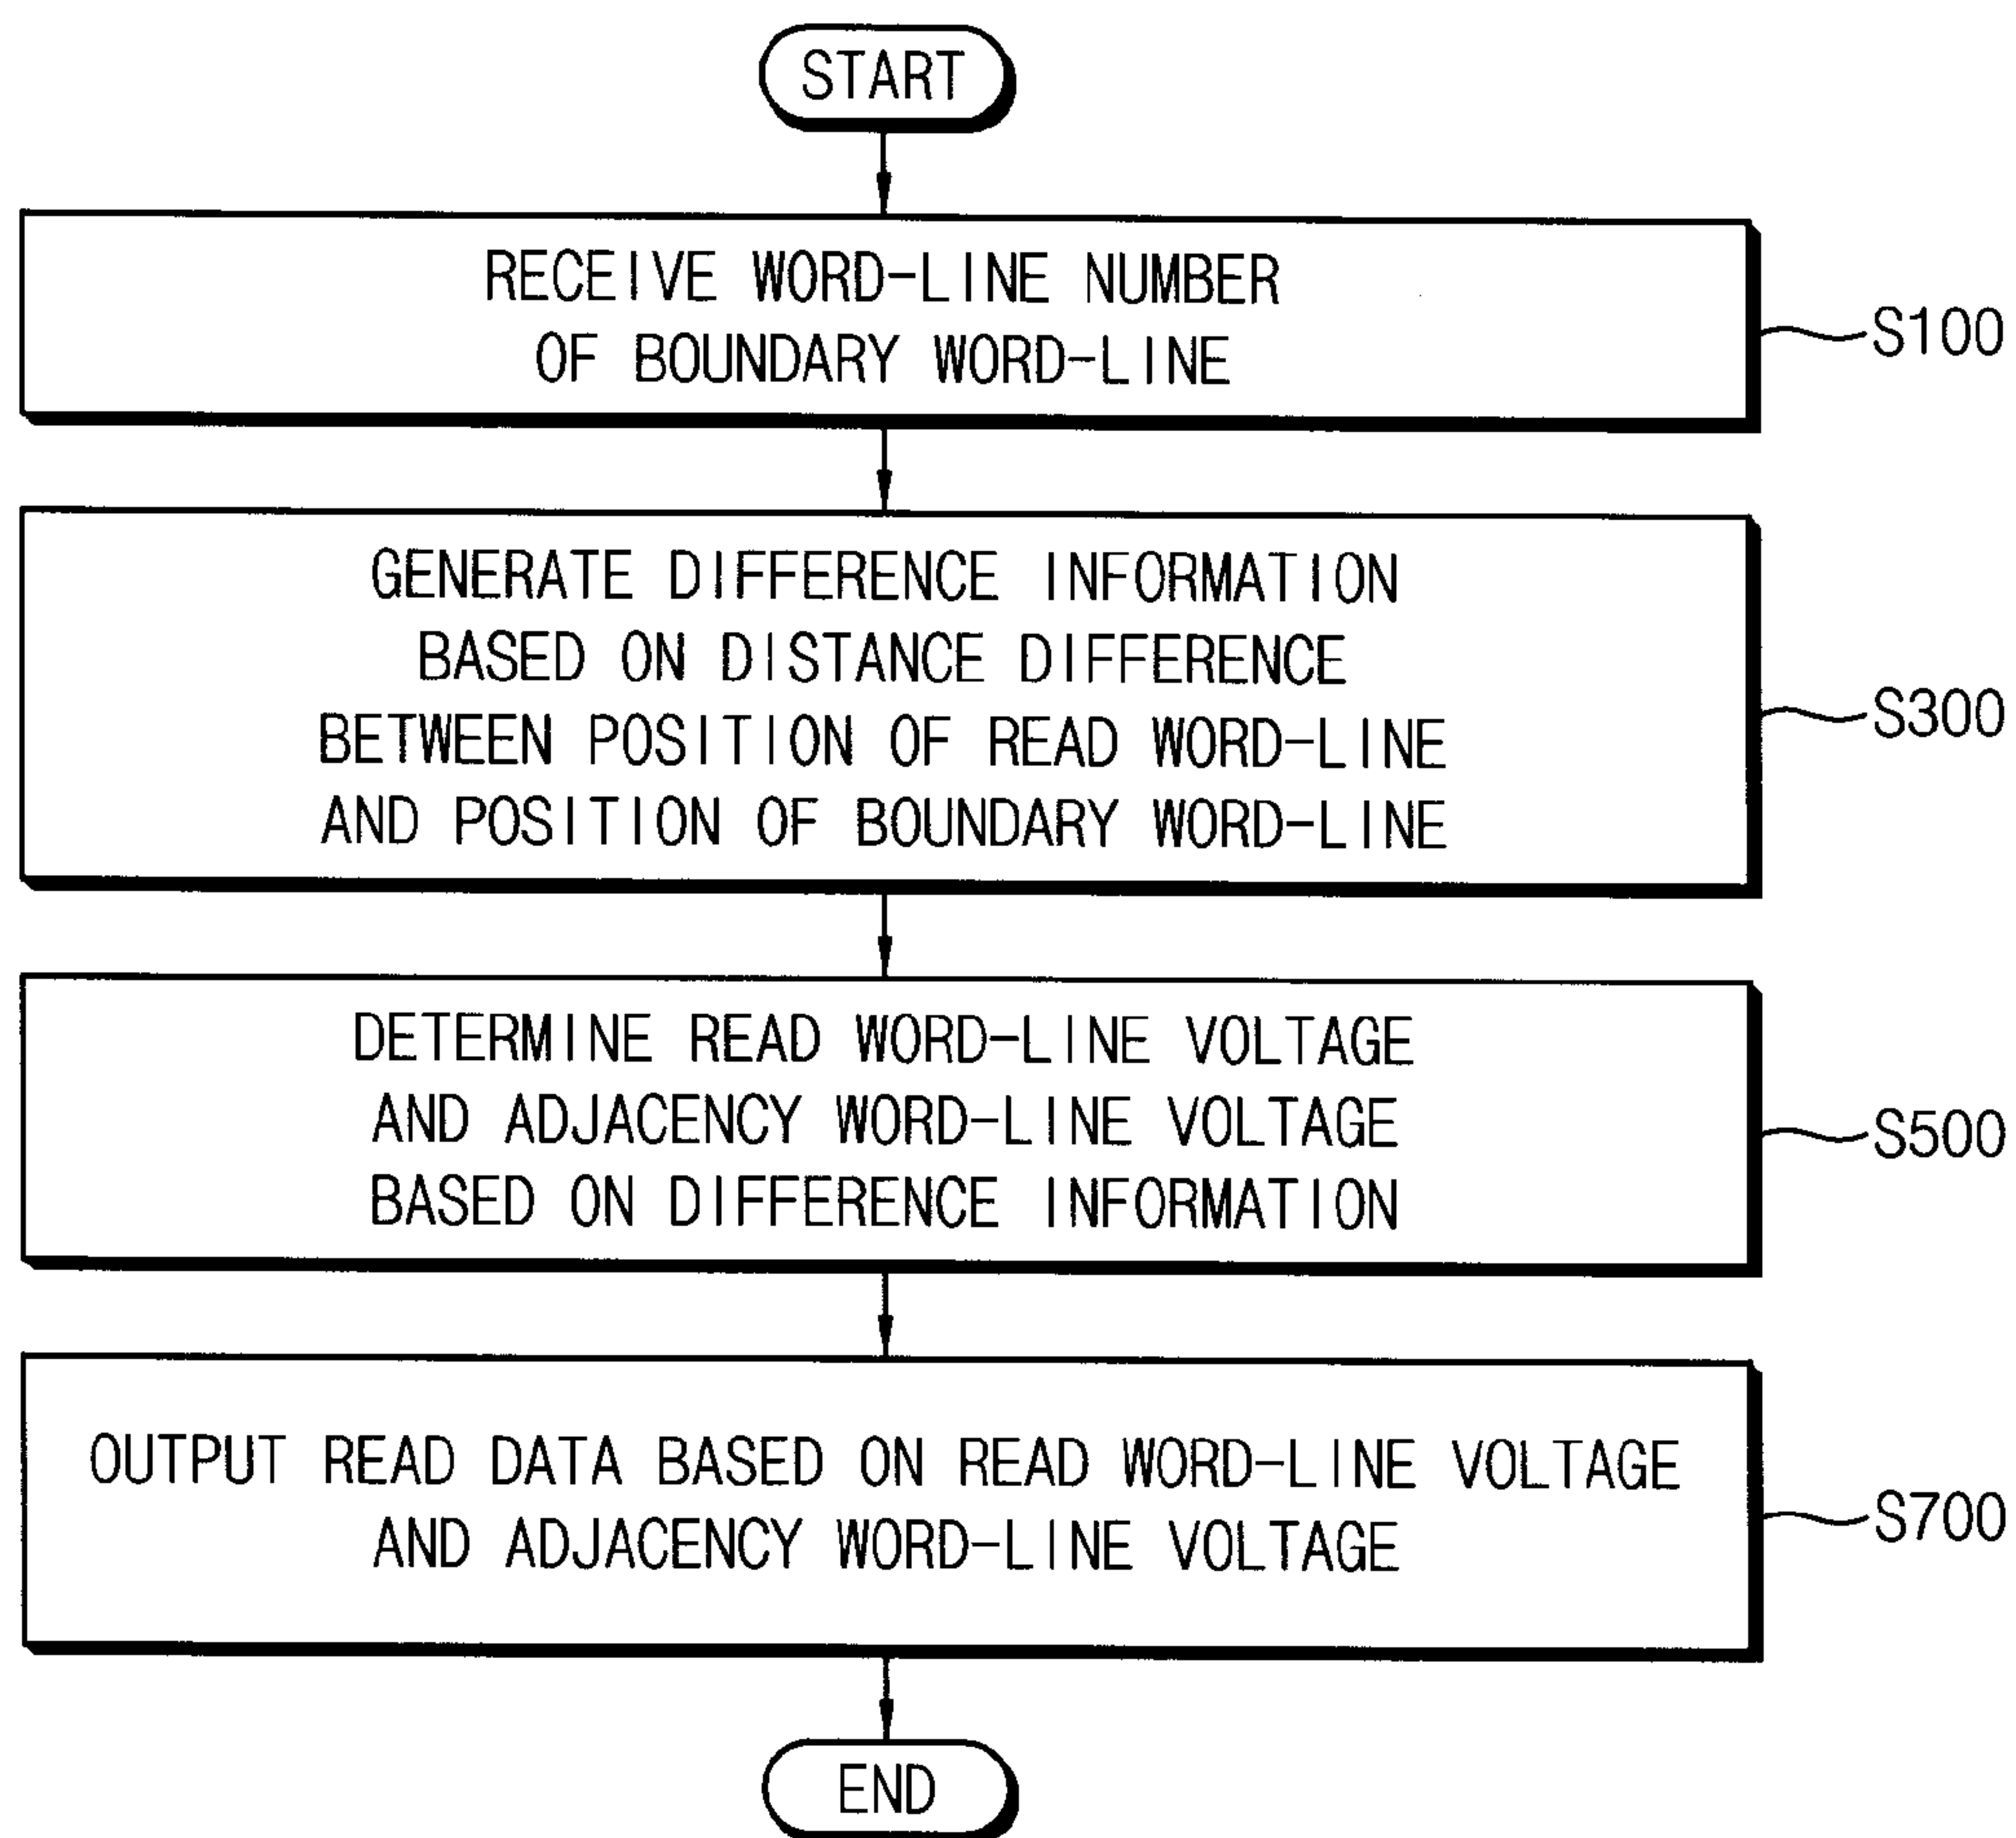 START
RECEIVE WORD-LINE NUMBER
OF BOUNDARY WORD-LINE
S100
GENERATE DIFFERENCE INFORMATION
BASED ON DISTANCE DIFFERENCE
BETWEEN POSITION OF READ WORD-LINE
AND POSITION OF BOUNDARY WORD-LINE
S300
DETERMINE READ WORD-LINE VOLTAGE
AND ADJACENCY WORD-LINE VOLTAGE
BASED ON DIFFERENCE INFORMATION
S500
OUTPUT READ DATA BASED ON READ WORD-LINE VOLTAGE
AND ADJACENCY WORD-LINE VOLTAGE
S700
END